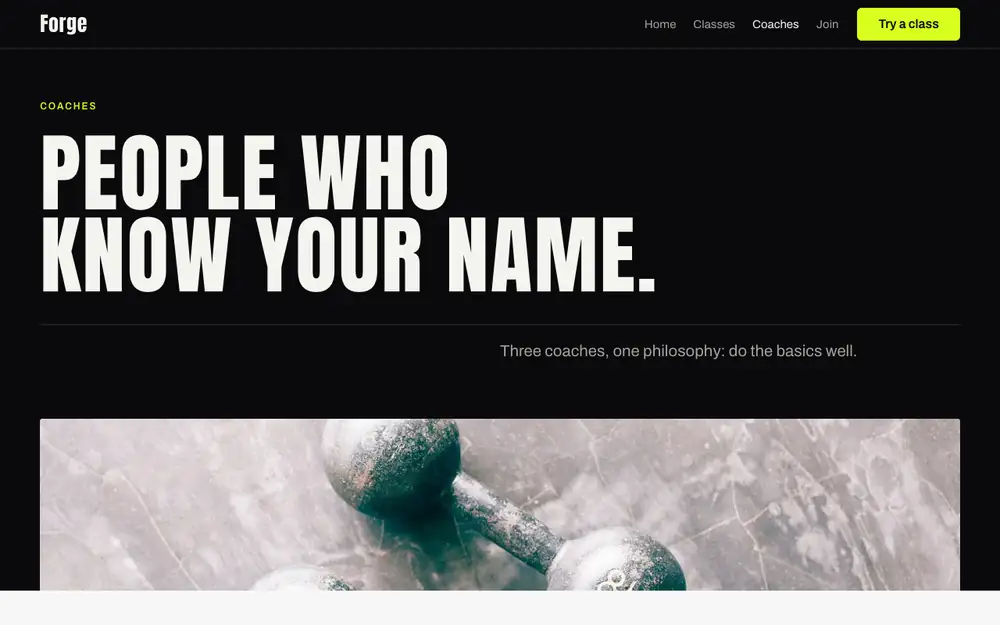 Forge
Home Classes Coaches Join Try a class
COACHES
PEOPLE WHO
KNOW YOUR NAME.
Three coaches, one philosophy: do the basics well.
8